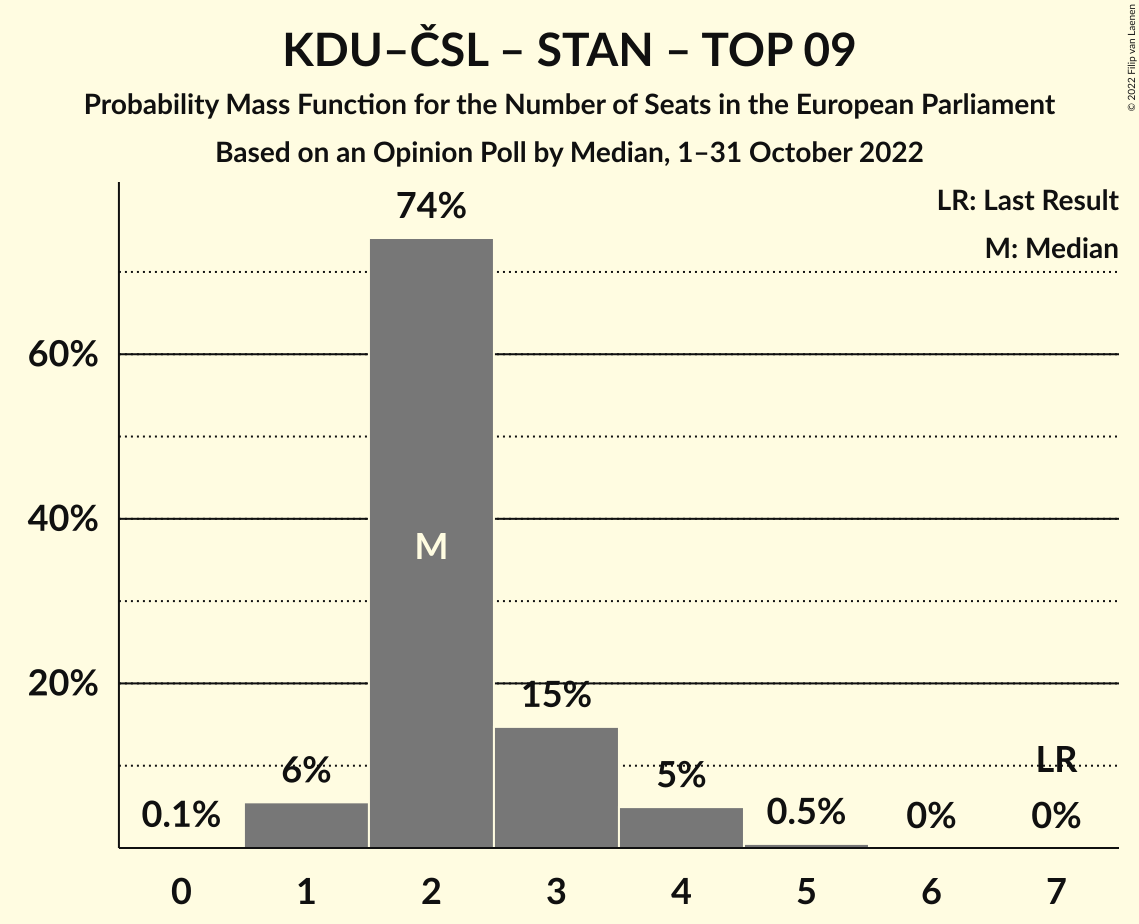 KDU–ČSL – STAN – TOP 09
Probability Mass Function for the Number of Seats in the European Parliament
Based on an Opinion Poll by Median, 1–31 October 2022
© 2022 Filip van Laenen
LR: Last Result
M: Median
74%
60%
40%
M
20%
15%
6%
5%
LR
0.1%
0.5%
0%
0%
0 1 2 3 4 5 6 7